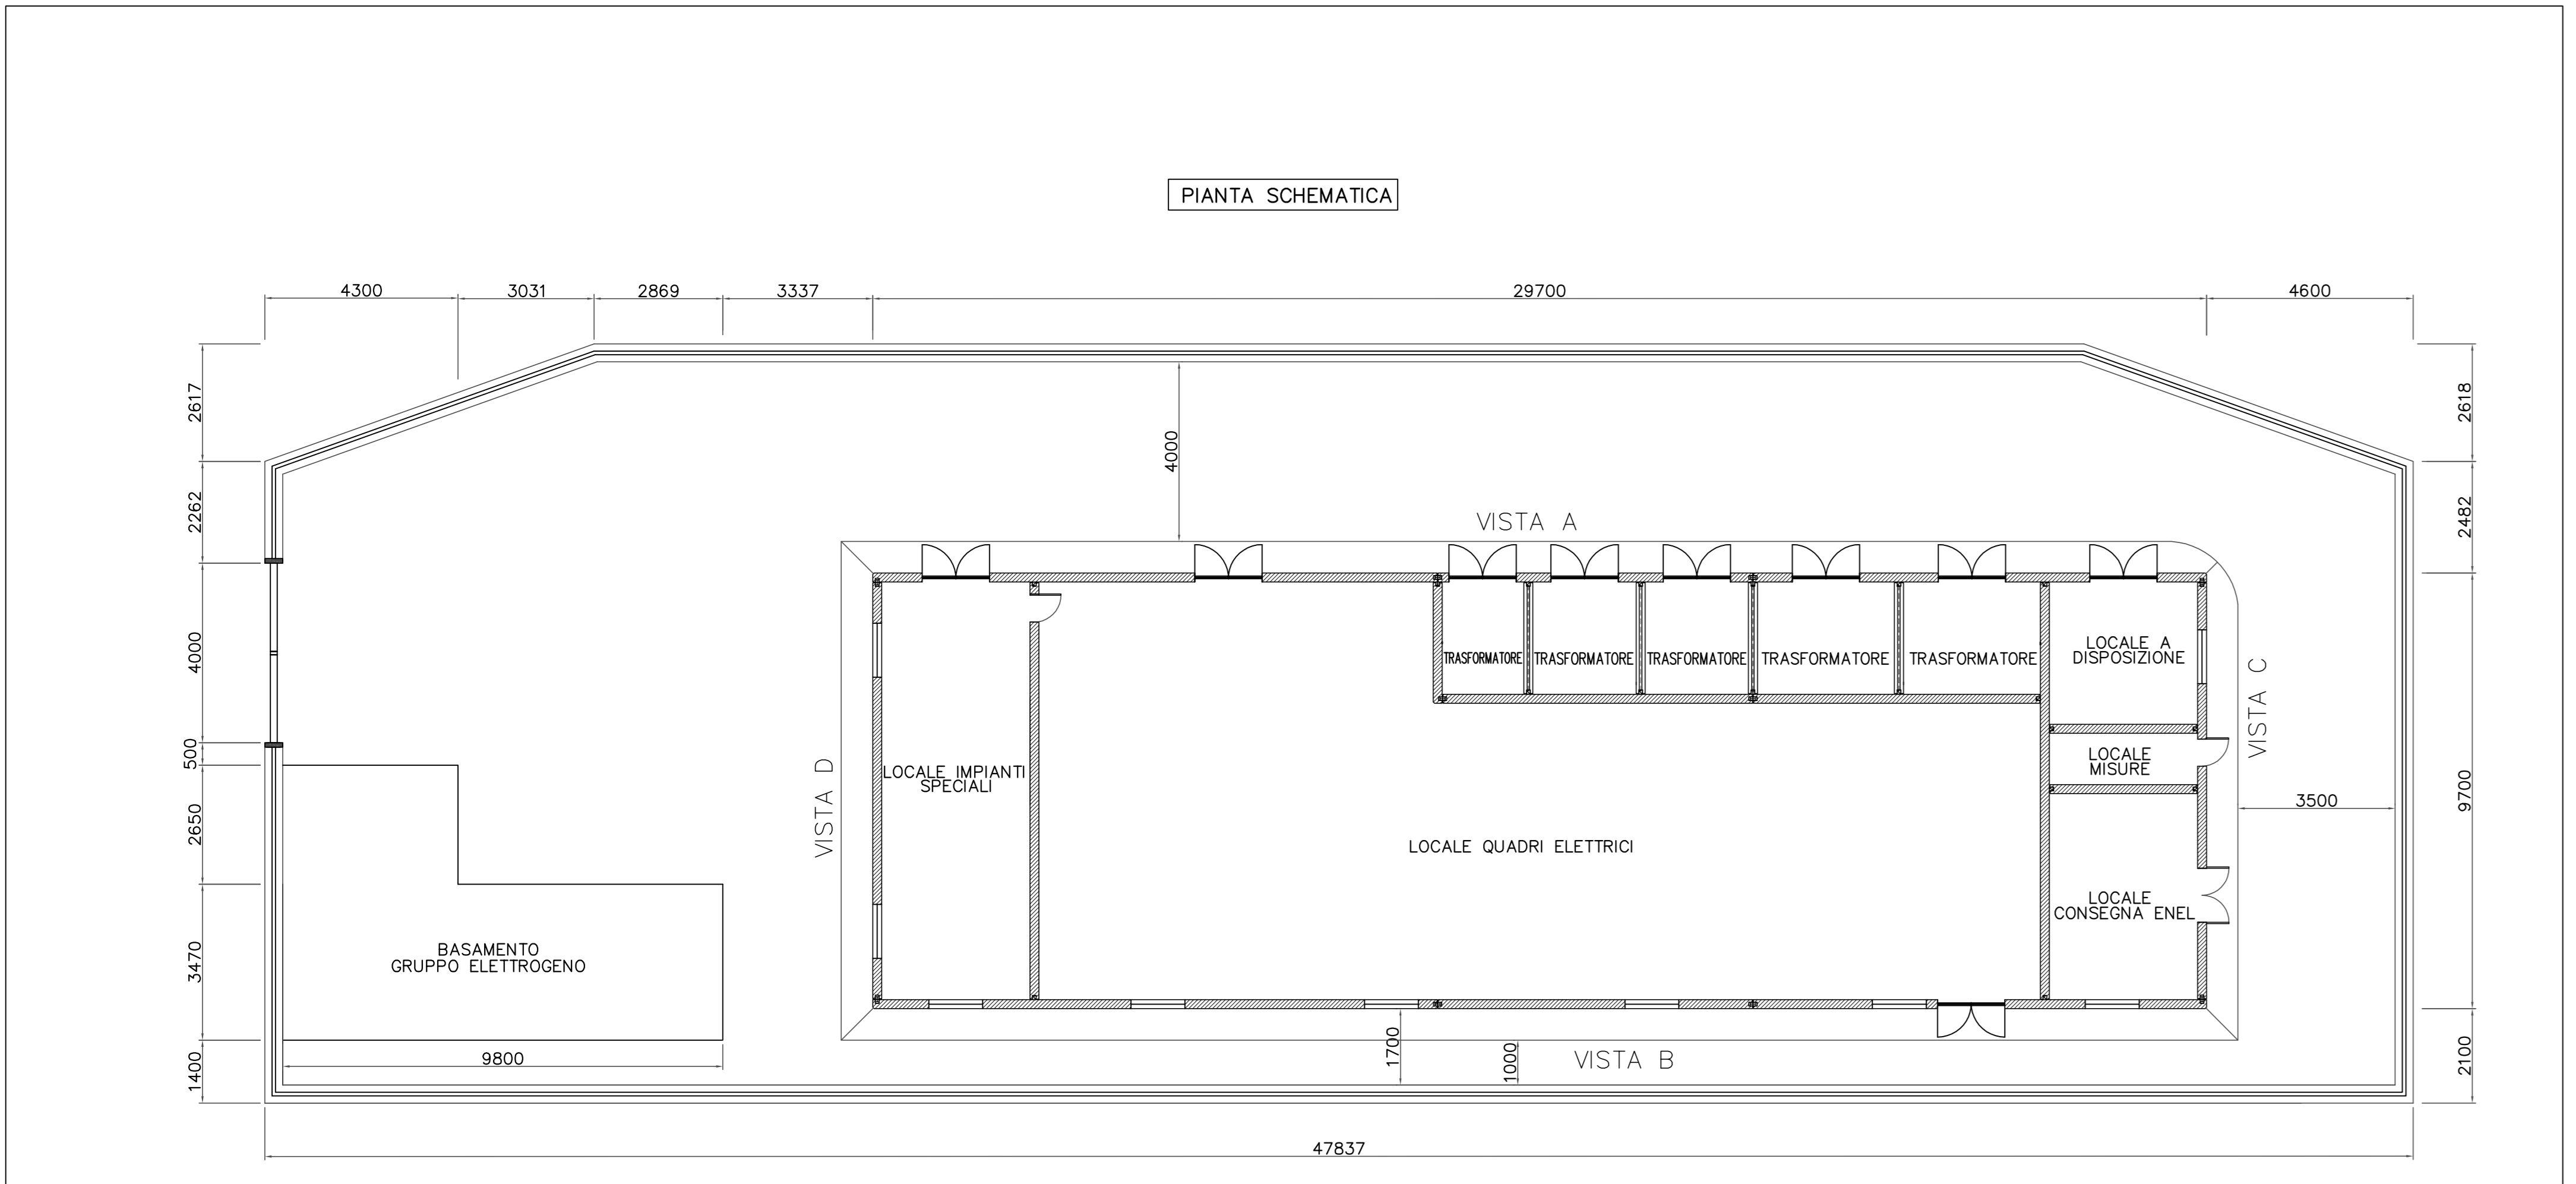 PIANTA SCHEMATICA
4300
3031
2869
3337
29700
4600
2617
2618
2262
4000
2482
VISTA A
4000
TRASFORMATORE
TRASFORMATORE
TRASFORMATORE
TRASFORMATORE
TRASFORMATORE
LOCALE A
DISPOSIZIONE
VISTA C
500
LOCALE IMPIANTI
SPECIALI
LOCALE
MISURE
VISTA D
2650
9700
3500
LOCALE QUADRI ELETTRICI
LOCALE
CONSEGNA ENEL
BASAMENTO
GRUPPO ELETTROGENO
3470
9800
1400
1700
1000
VISTA B
2100
47837